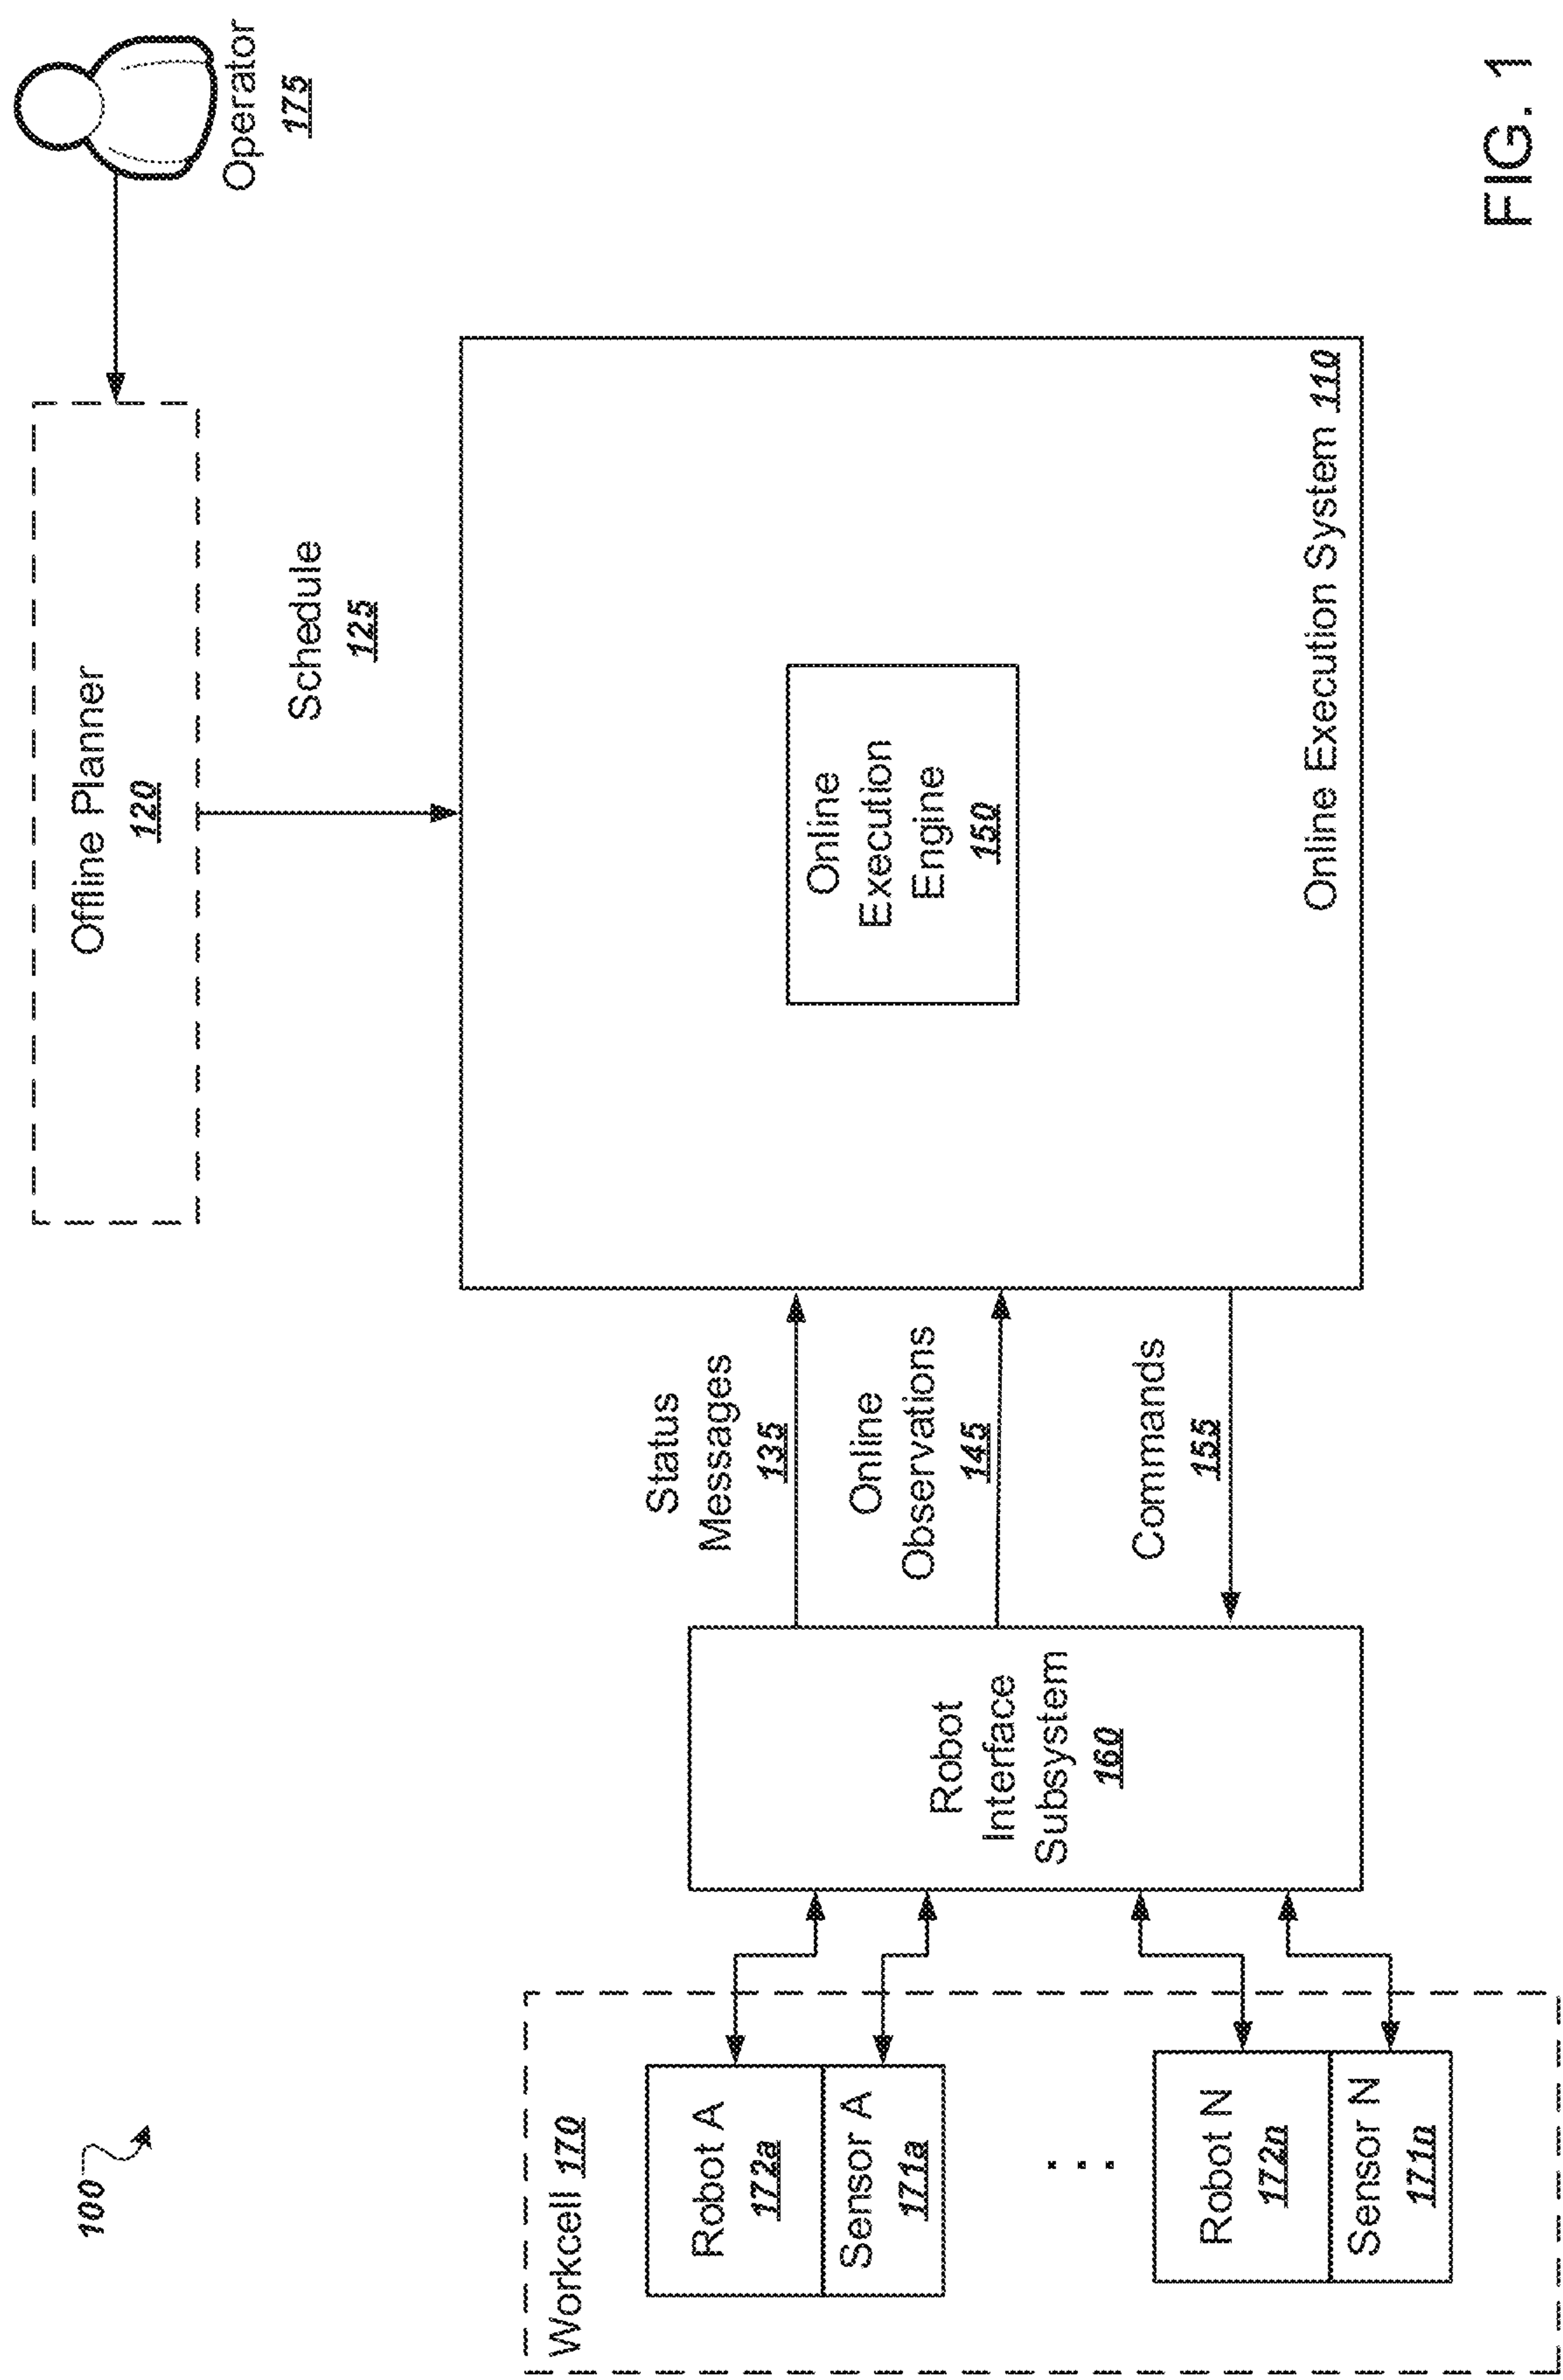 100
Operator
175
Offline Planner
120
Schedule
125
Workcell 170
Robot A
172a
Sensor A
171a
. . .
Robot N
172n
Sensor N
171n
Robot
Interface
Subsystem
160
Status
Messages
135
Online
Observations
145
Commands
155
Online
Execution
Engine
150
Online Execution System 110
FIG. 1